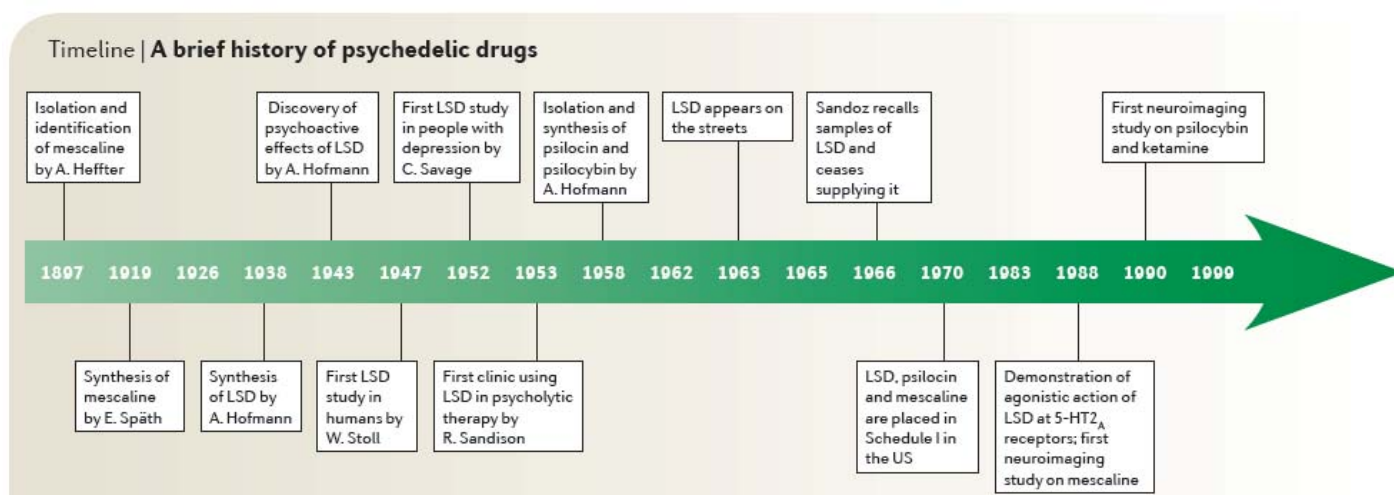 Timeline | A brief history of psychedelic drugs
Isolation and
identification
of mescaline
by A. Heffter
Discovery of
psychoactive
effects of LSD
by A. Hofmann
First LSD study
in people with
depression by
C. Savage
Isolation and
synthesis of
psilocin and
psilocybin by
A. Hofmann
LSD appears on
the streets
Sandoz recalls
samples of
LSD and
ceases
supplying it
First neuroimaging
study on psilocybin
and ketamine
1897 1919 1926 1938 1943 1947 1952 1953 1958 1962 1963 1965 1966 1970 1983 1988 1990 1999
Synthesis of
mescaline
by E. Späth
Synthesis
of LSD by
A. Hofmann
First LSD
study in
humans by
W. Stoll
First clinic using
LSD in psycholytic
therapy by
R. Sandison
LSD, psilocin
and mescaline
are placed in
Schedule I in
the US
Demonstration of
agonistic action of
LSD at 5-HT2A
receptors; first
neuroimaging
study on mescaline